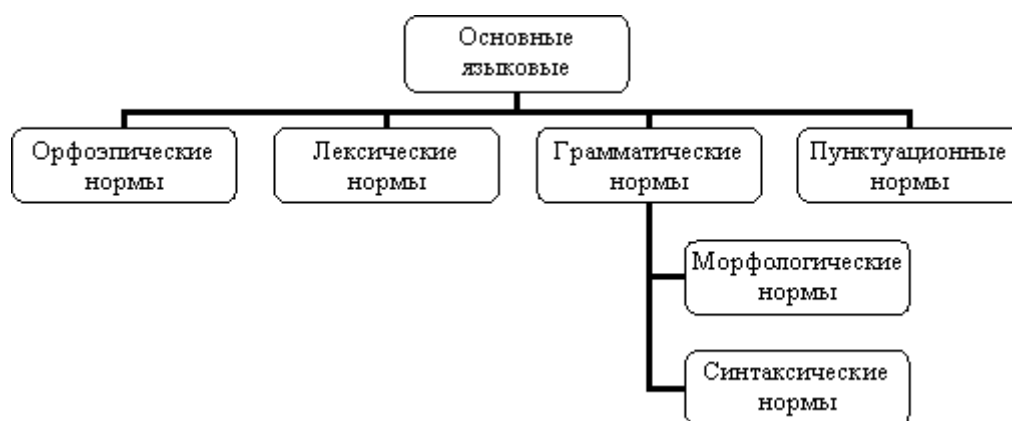 Основные
языковые
Орфоэпические
нормы
Лексические
нормы
Грамматические
нормы
Пунктуационные
нормы
Морфологические
нормы
Синтаксические
нормы